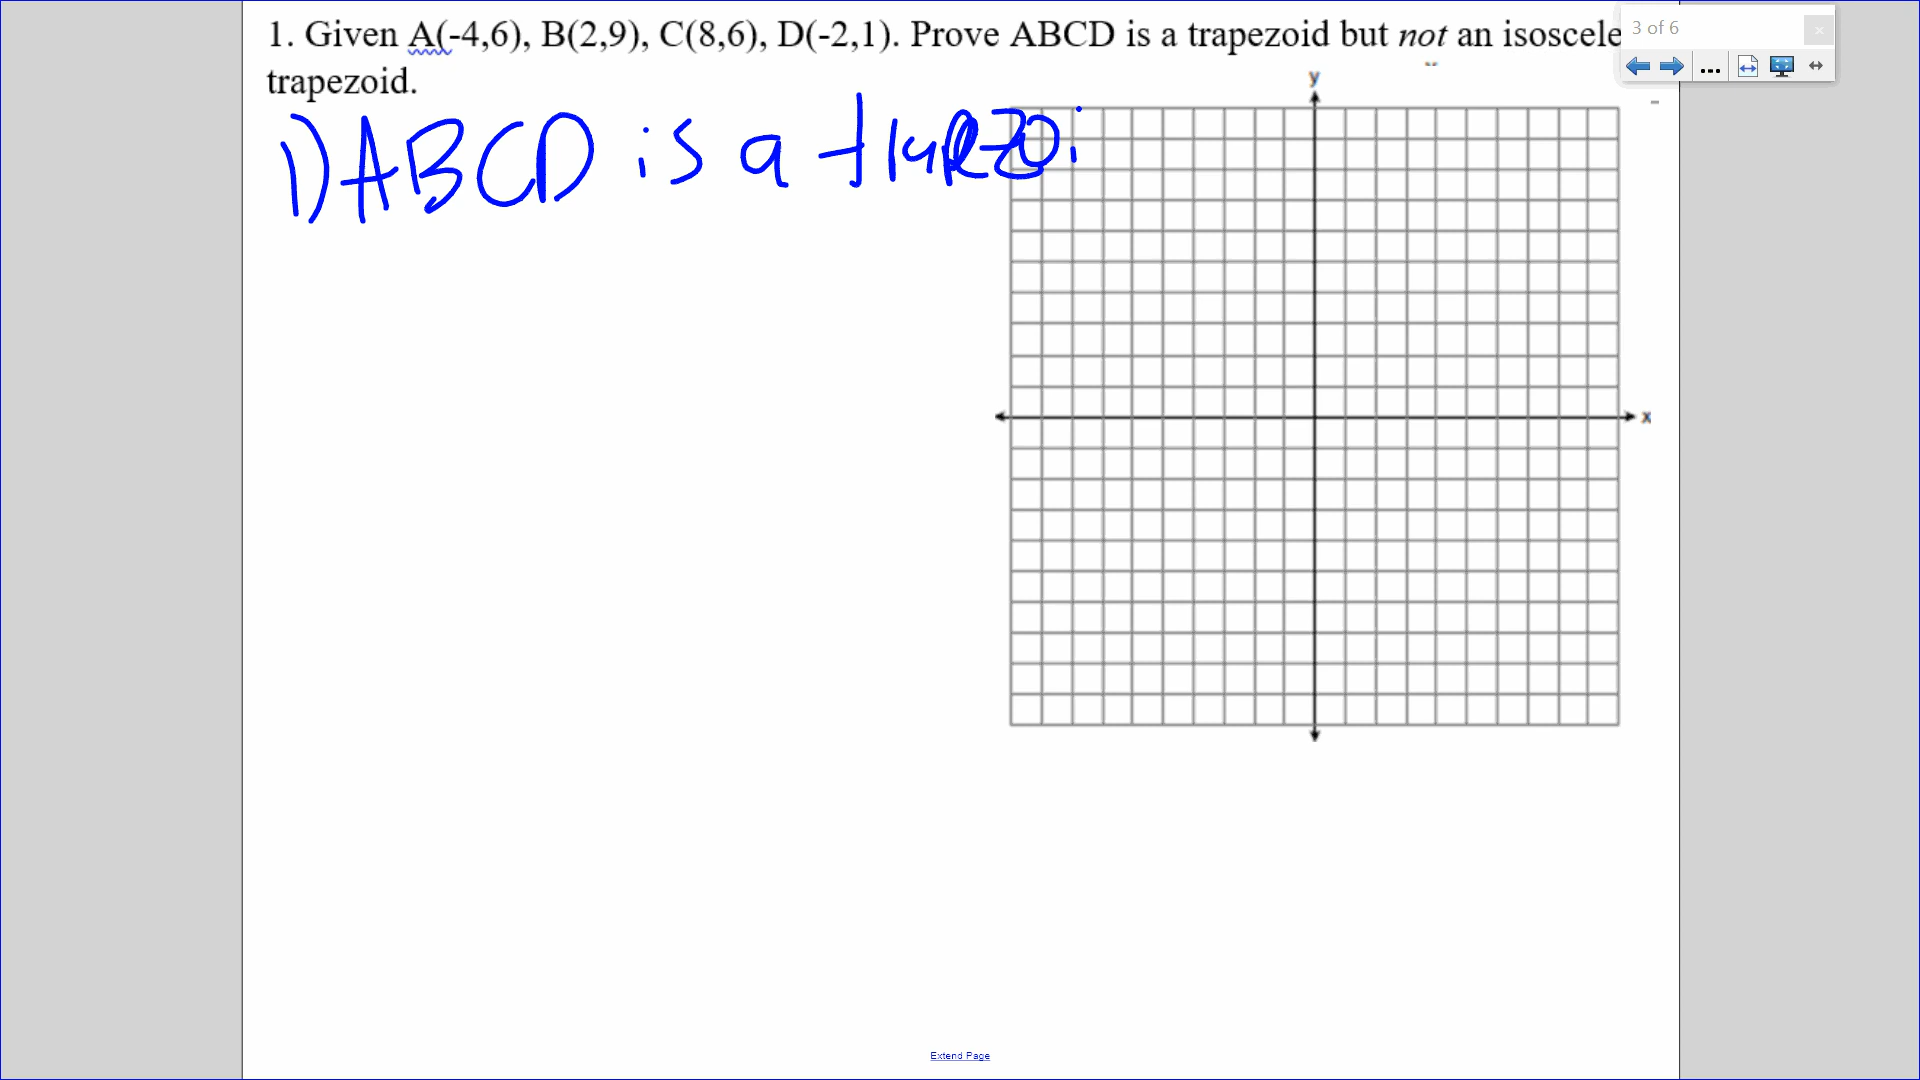 1. Given A(-4,6), B(2,9), C(8,6), D(-2,1). Prove ABCD is a trapezoid but not an isoscele
trapezoid.
3 of 6
1) ABCD is a
y
x
Extend Page